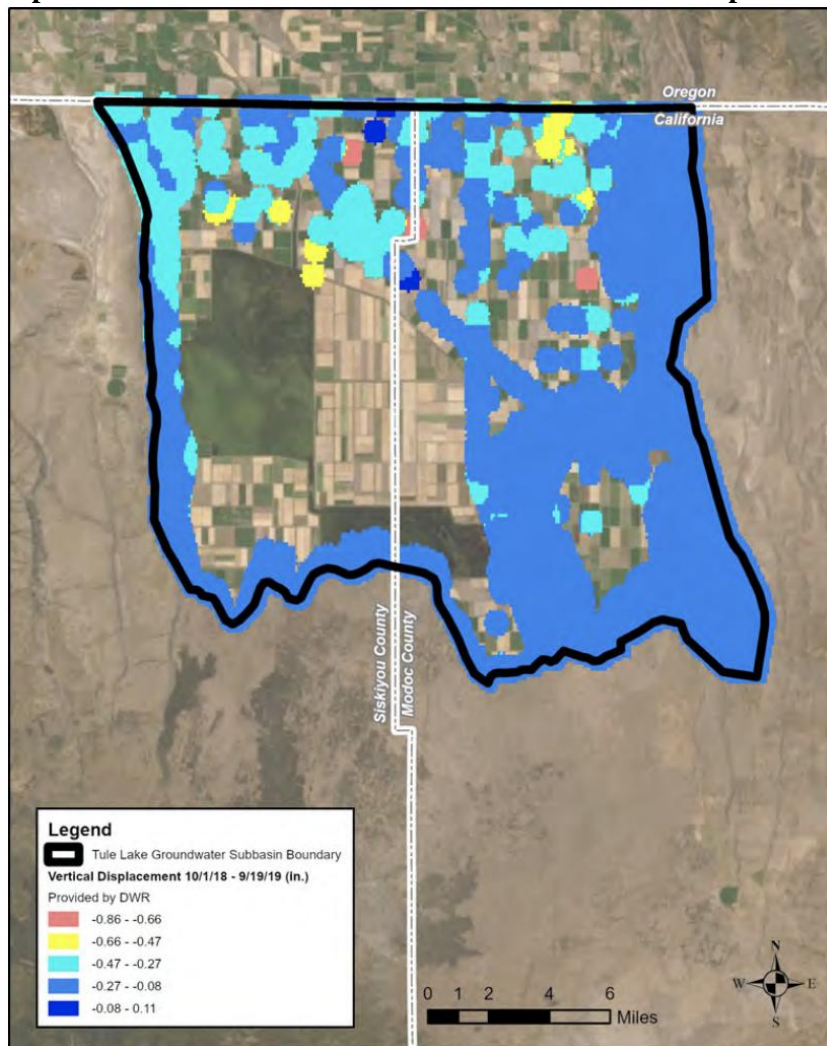 Oregon
California
Siskiyou County
Modoc County
Legend
Tule Lake Groundwater Subbasin Boundary
Vertical Displacement 10/1/18 - 9/19/19 (in.)
Provided by DWR
-0.86 - -0.66
-0.66 - -0.47
-0.47 - -0.27
-0.27 - -0.08
-0.08 - 0.11
0 1 2 4 6
Miles
N
W E
S